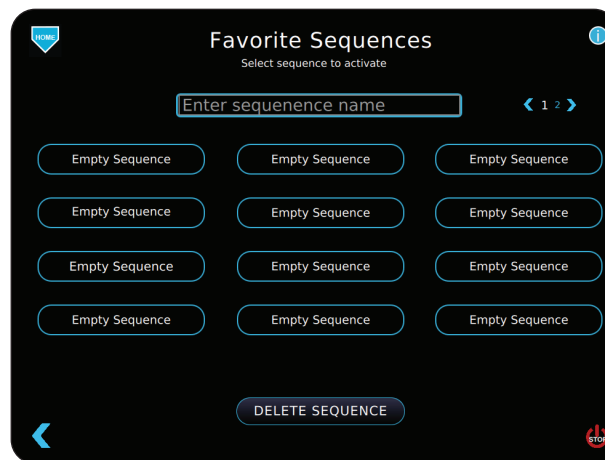 HOME
Favorite Sequences
i
Select sequence to activate
Enter sequenence name
1 2
Empty Sequence Empty Sequence Empty Sequence
Empty Sequence Empty Sequence Empty Sequence
Empty Sequence Empty Sequence Empty Sequence
Empty Sequence Empty Sequence Empty Sequence
DELETE SEQUENCE
STOP